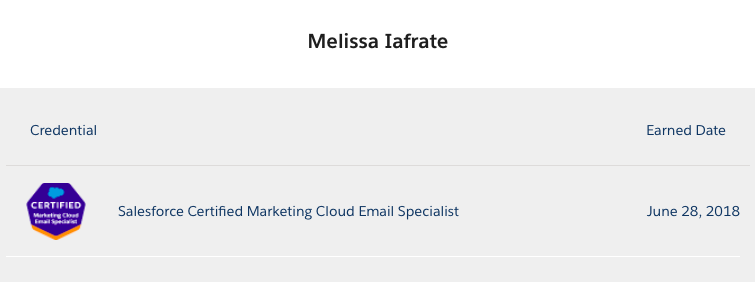 Melissa Iafrate
Credential Earned Date
CERTIFIED
Marketing Cloud
Email Specialist
Salesforce Certified Marketing Cloud Email Specialist June 28, 2018